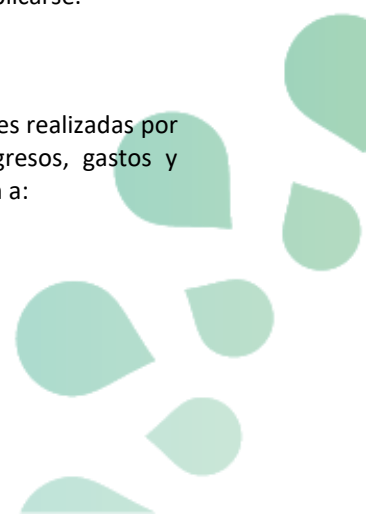 plicarse.
es realizadas por
gresos, gastos y
a: